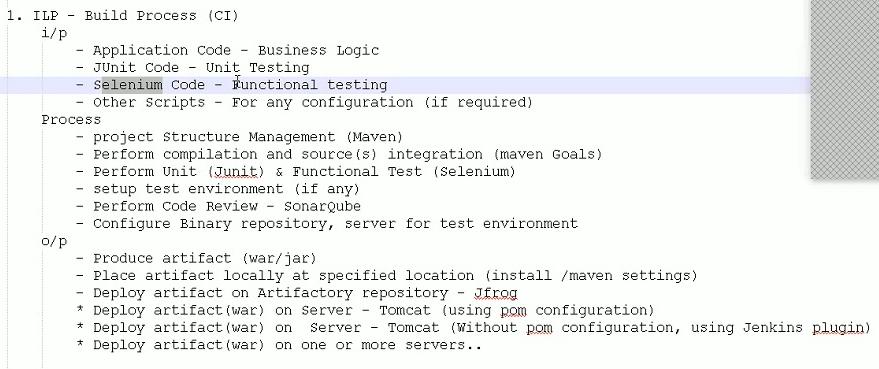 1. ILP - Build Process (CI)
i/p
- Application Code - Business Logic
- JUnit Code - Unit Testing
- Selenium Code - Functional testing
- Other Scripts - For any configuration (if required)
Process
- project Structure Management (Maven)
- Perform compilation and source(s) integration (maven Goals)
- Perform Unit (Junit) & Functional Test (Selenium)
- setup test environment (if any)
- Perform Code Review - SonarQube
- Configure Binary repository, server for test environment
o/p
- Produce artifact (war/jar)
- Place artifact locally at specified location (install /maven settings)
- Deploy artifact on Artifactory repository - Jfrog
* Deploy artifact(war) on Server - Tomcat (using pom configuration)
* Deploy artifact(war) on  Server - Tomcat (Without pom configuration, using Jenkins plugin)
* Deploy artifact(war) on one or more servers..